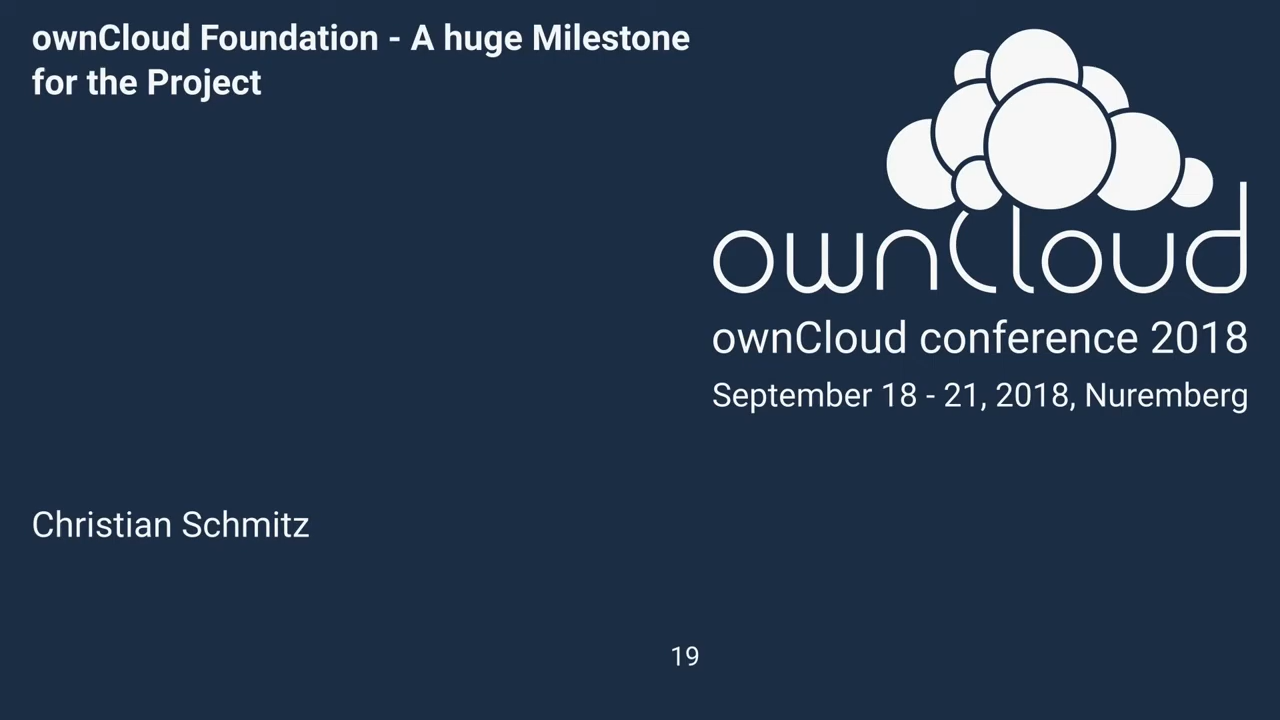 ownCloud Foundation - A huge Milestone
for the Project
ownCloud
ownCloud conference 2018
September 18 - 21, 2018, Nuremberg
Christian Schmitz
19